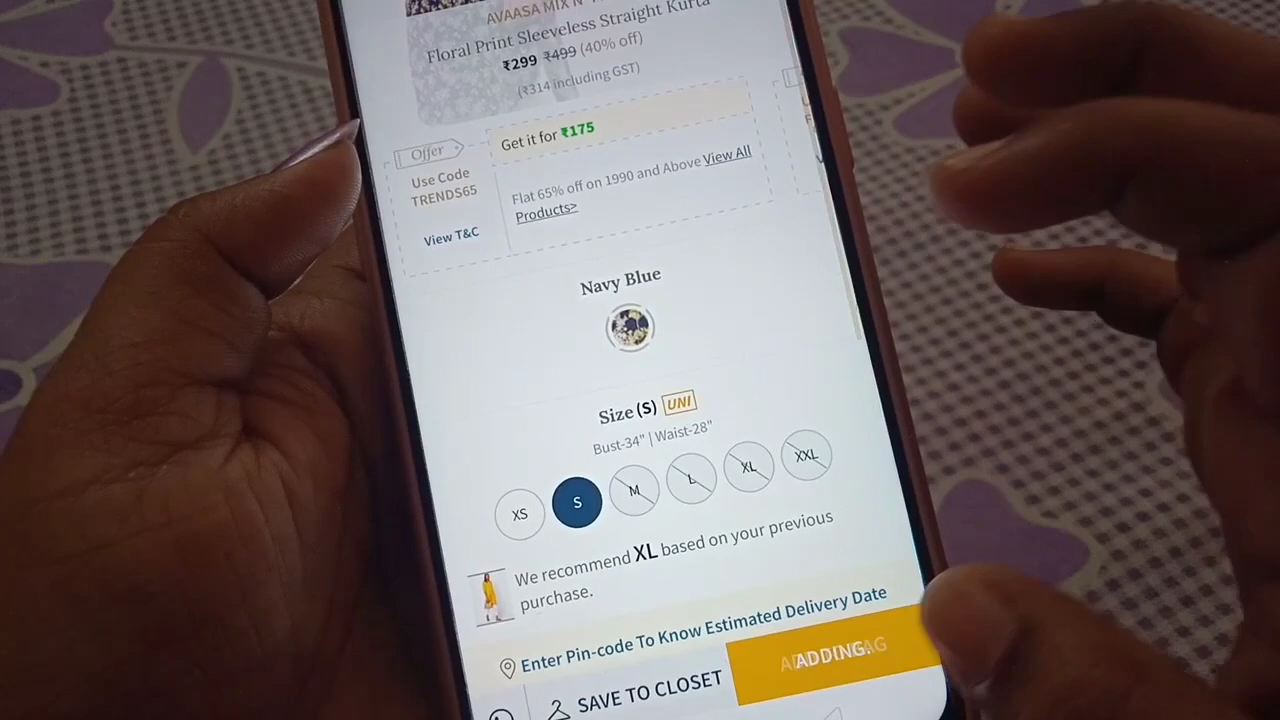 AVAASA MIX N
Floral Print Sleeveless Straight Kurta
₹299 ₹499 (40% off)
(₹314 including GST)
Offer
Use Code
TRENDS65
View T&C
Get it for ₹175
Flat 65% off on 1990 and Above View All
Products>
Navy Blue
Size (S) UNI
Bust-34" | Waist-28"
XS S M L XL XXL
We recommend XL based on your previous
purchase.
Enter Pin-code To Know Estimated Delivery Date
SAVE TO CLOSET
ADDING.